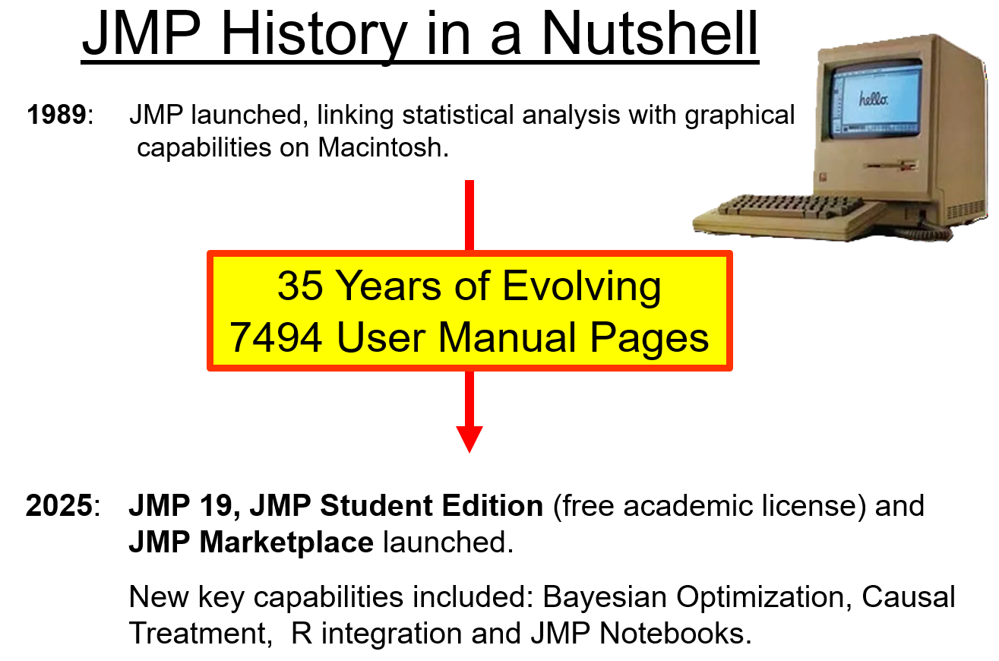 JMP History in a Nutshell
hello.
1989: JMP launched, linking statistical analysis with graphical
capabilities on Macintosh.
35 Years of Evolving
7494 User Manual Pages
2025: JMP 19, JMP Student Edition (free academic license) and
JMP Marketplace launched.
New key capabilities included: Bayesian Optimization, Causal
Treatment,  R integration and JMP Notebooks.